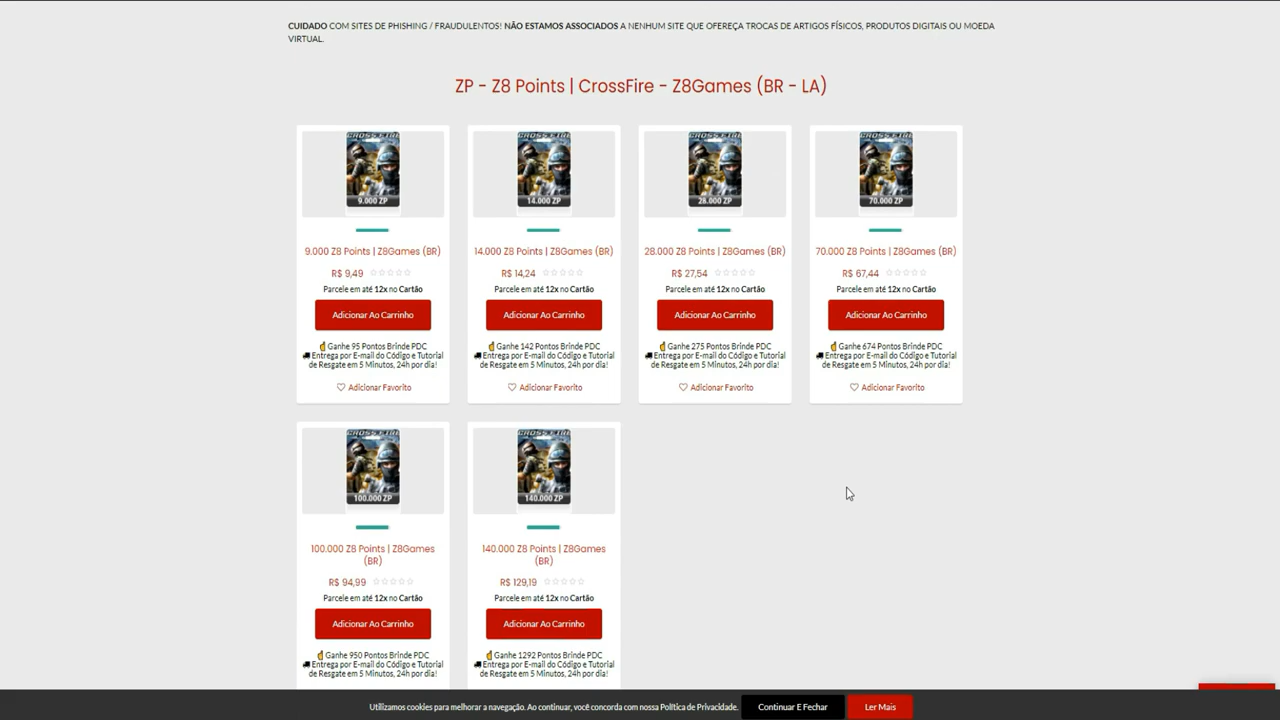 CUIDADO COM SITES DE PHISHING / FRAUDULENTOS! NÃO ESTAMOS ASSOCIADOS A NENHUM SITE QUE OFEREÇA TROCAS DE ARTIGOS FÍSICOS, PRODUTOS DIGITAIS OU MOEDA
VIRTUAL.
ZP - Z8 Points | CrossFire - Z8Games (BR - LA)
CROSSFIRE
9.000 ZP
9.000 Z8 Points | Z8Games (BR)
R$ 9,49
Parcele em até 12x no Cartão
Adicionar Ao Carrinho
Ganhe 95 Pontos Brinde PDC
Entrega por E-mail do Código e Tutorial
de Resgate em 5 Minutos, 24h por dia!
Adicionar Favorito
CROSSFIRE
14.000 ZP
14.000 Z8 Points | Z8Games (BR)
R$ 14,24
Parcele em até 12x no Cartão
Adicionar Ao Carrinho
Ganhe 142 Pontos Brinde PDC
Entrega por E-mail do Código e Tutorial
de Resgate em 5 Minutos, 24h por dia!
Adicionar Favorito
CROSSFIRE
28.000 ZP
28.000 Z8 Points | Z8Games (BR)
R$ 27,54
Parcele em até 12x no Cartão
Adicionar Ao Carrinho
Ganhe 275 Pontos Brinde PDC
Entrega por E-mail do Código e Tutorial
de Resgate em 5 Minutos, 24h por dia!
Adicionar Favorito
CROSSFIRE
70.000 ZP
70.000 Z8 Points | Z8Games (BR)
R$ 67,44
Parcele em até 12x no Cartão
Adicionar Ao Carrinho
Ganhe 674 Pontos Brinde PDC
Entrega por E-mail do Código e Tutorial
de Resgate em 5 Minutos, 24h por dia!
Adicionar Favorito
CROSSFIRE
100.000 ZP
100.000 Z8 Points | Z8Games
(BR)
R$ 94,99
Parcele em até 12x no Cartão
Adicionar Ao Carrinho
Ganhe 950 Pontos Brinde PDC
Entrega por E-mail do Código e Tutorial
de Resgate em 5 Minutos, 24h por dia!
CROSSFIRE
140.000 ZP
140.000 Z8 Points | Z8Games
(BR)
R$ 129,19
Parcele em até 12x no Cartão
Adicionar Ao Carrinho
Ganhe 1292 Pontos Brinde PDC
Entrega por E-mail do Código e Tutorial
de Resgate em 5 Minutos, 24h por dia!
Utilizamos cookies para melhorar a navegação. Ao continuar, você concorda com nossa Política de Privacidade. Continuar E Fechar Ler Mais